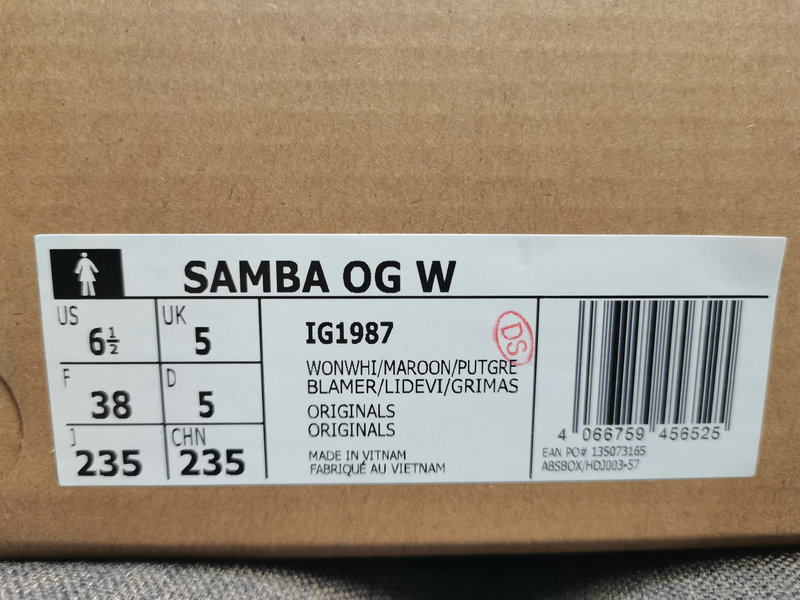 SAMBA OG W
US 6½ UK 5
F 38 D 5
J 235 CHN 235
IG1987
DS
WONWHI/MAROON/PUTGRE
BLAMER/LIDEVI/GRIMAS
ORIGINALS
ORIGINALS
MADE IN VITNAM
FABRIQUÉ AU VIETNAM
4 066759 456525
EAN PO# 135073165
ABSBOX/HDJ003-57